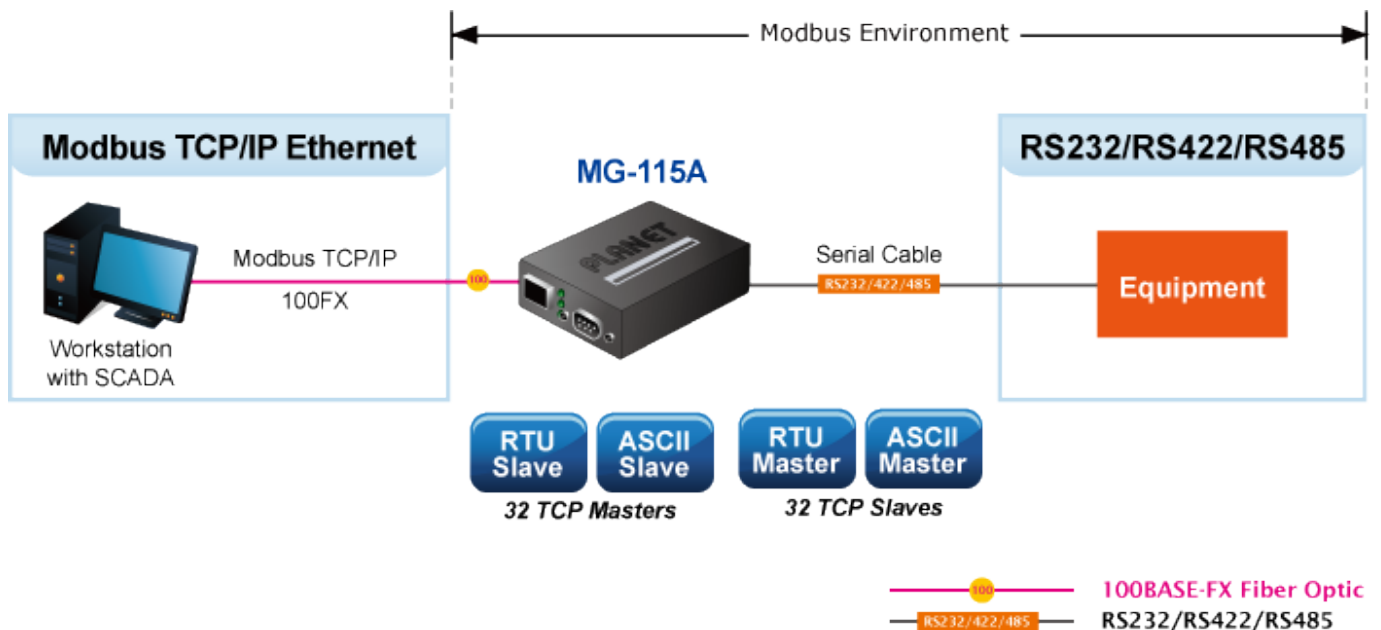 Modbus Environment
Modbus TCP/IP Ethernet
RS232/RS422/RS485
MG-115A
PLANET
Modbus TCP/IP
100
100FX
Serial Cable
RS232/422/485
Equipment
Workstation
with SCADA
RTU
Slave
ASCII
Slave
RTU
Master
ASCII
Master
32 TCP Masters
32 TCP Slaves
100
100BASE-FX Fiber Optic
RS232/422/485
RS232/RS422/RS485